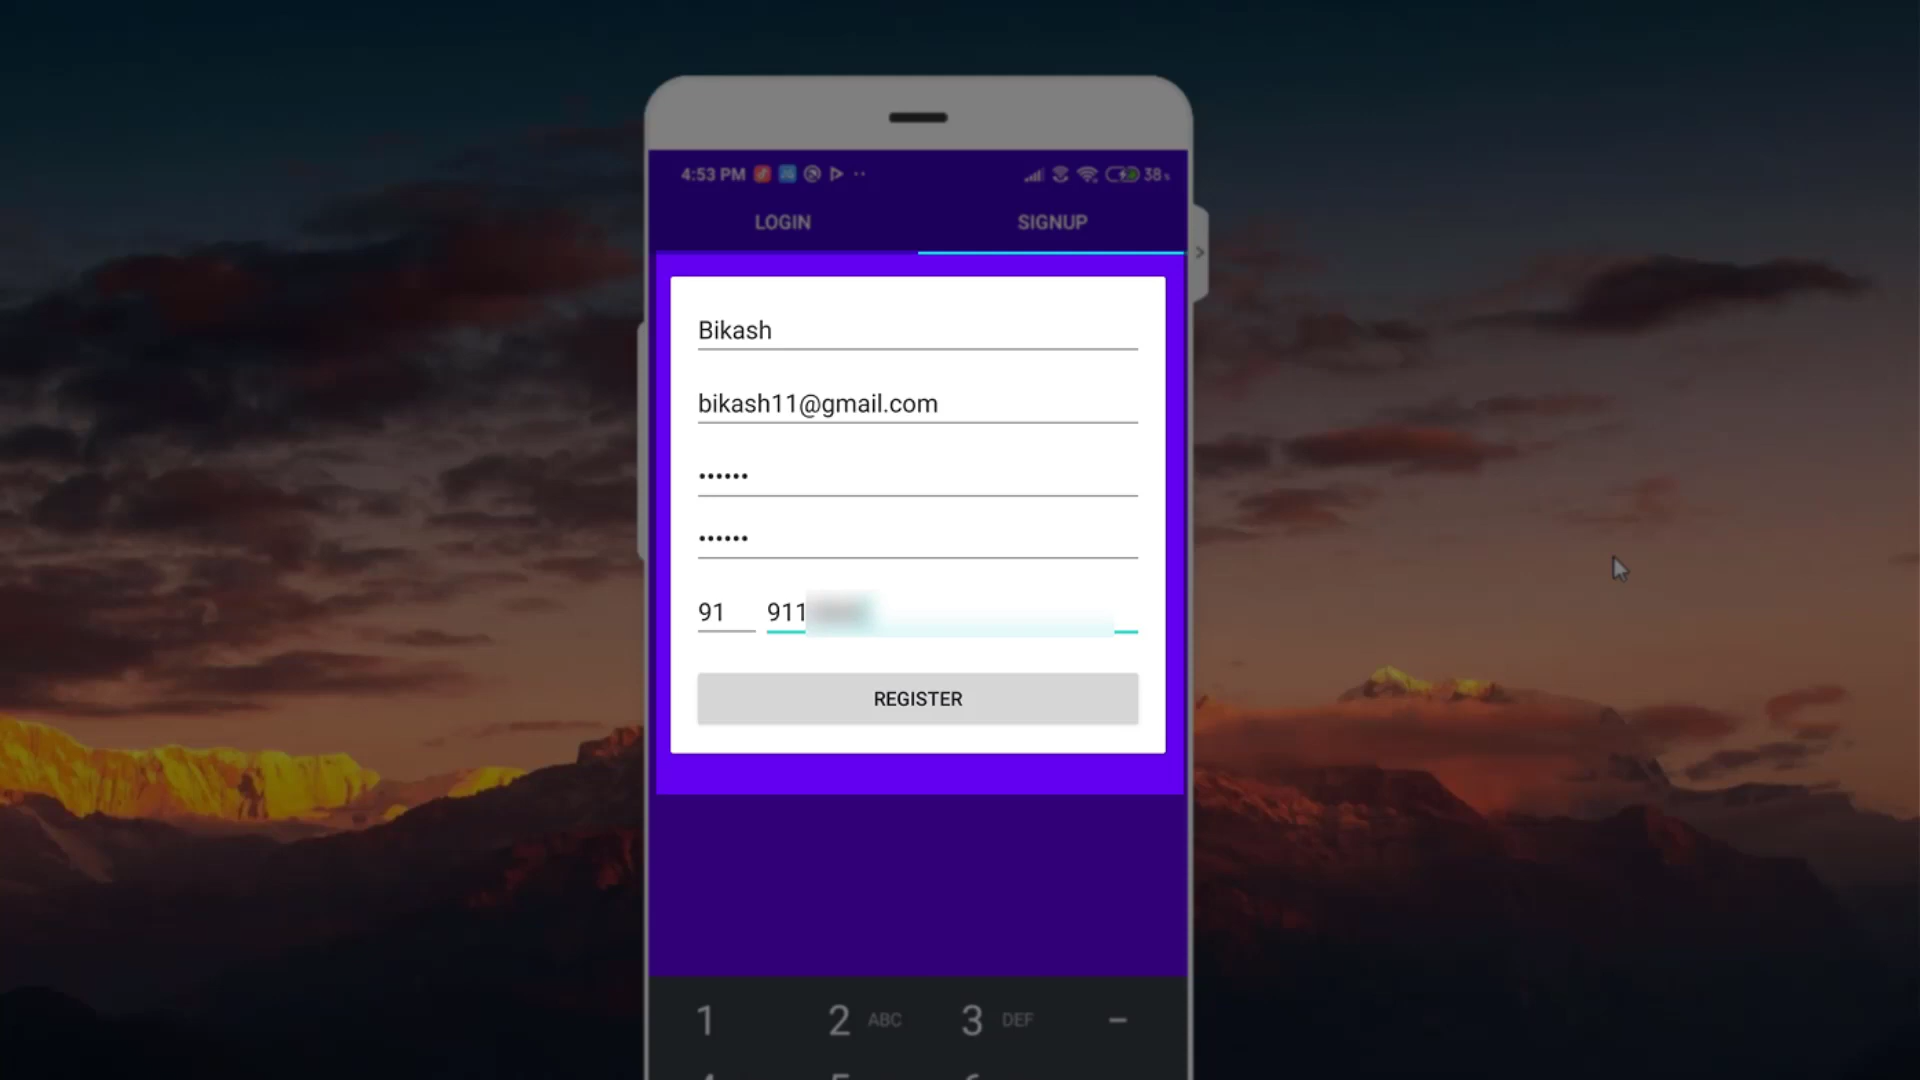 4:53 PM 38%
LOGIN SIGNUP
Bikash
bikash11@gmail.com
••••••
••••••
91 911
REGISTER
1 2 ABC 3 DEF -